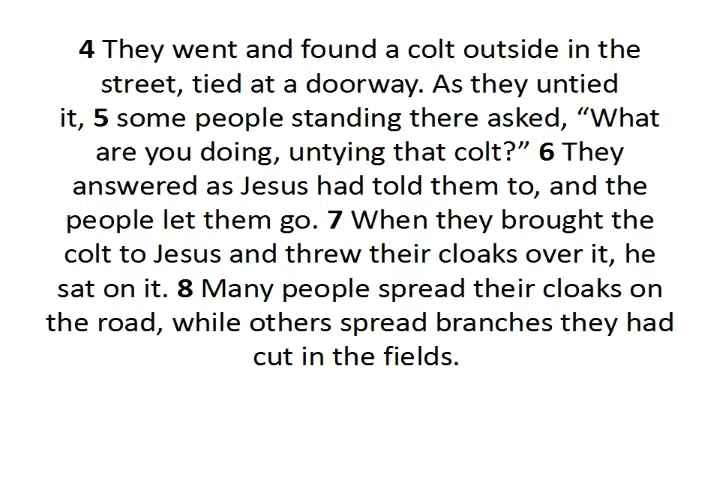 4 They went and found a colt outside in the
street, tied at a doorway. As they untied
it, 5 some people standing there asked, “What
are you doing, untying that colt?” 6 They
answered as Jesus had told them to, and the
people let them go. 7 When they brought the
colt to Jesus and threw their cloaks over it, he
sat on it. 8 Many people spread their cloaks on
the road, while others spread branches they had
cut in the fields.